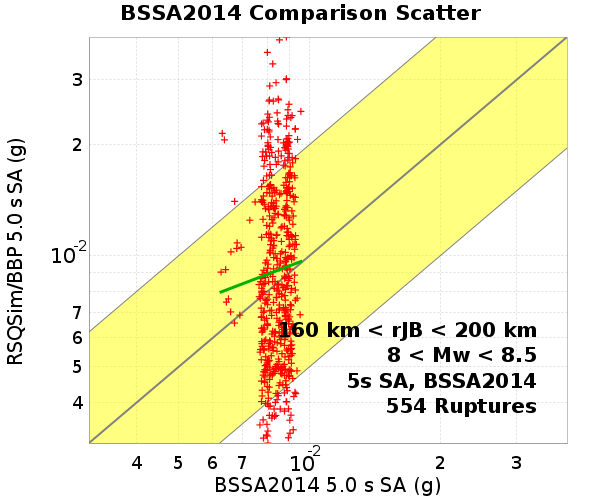 BSSA2014 Comparison Scatter
RSQSim/BBP 5.0 s SA (g)
3
2
10-2
7
6
5
4
160 km < rJB < 200 km
8 < Mw < 8.5
5s SA, BSSA2014
554 Ruptures
4 5 6 7 10-2 2 3
BSSA2014 5.0 s SA (g)